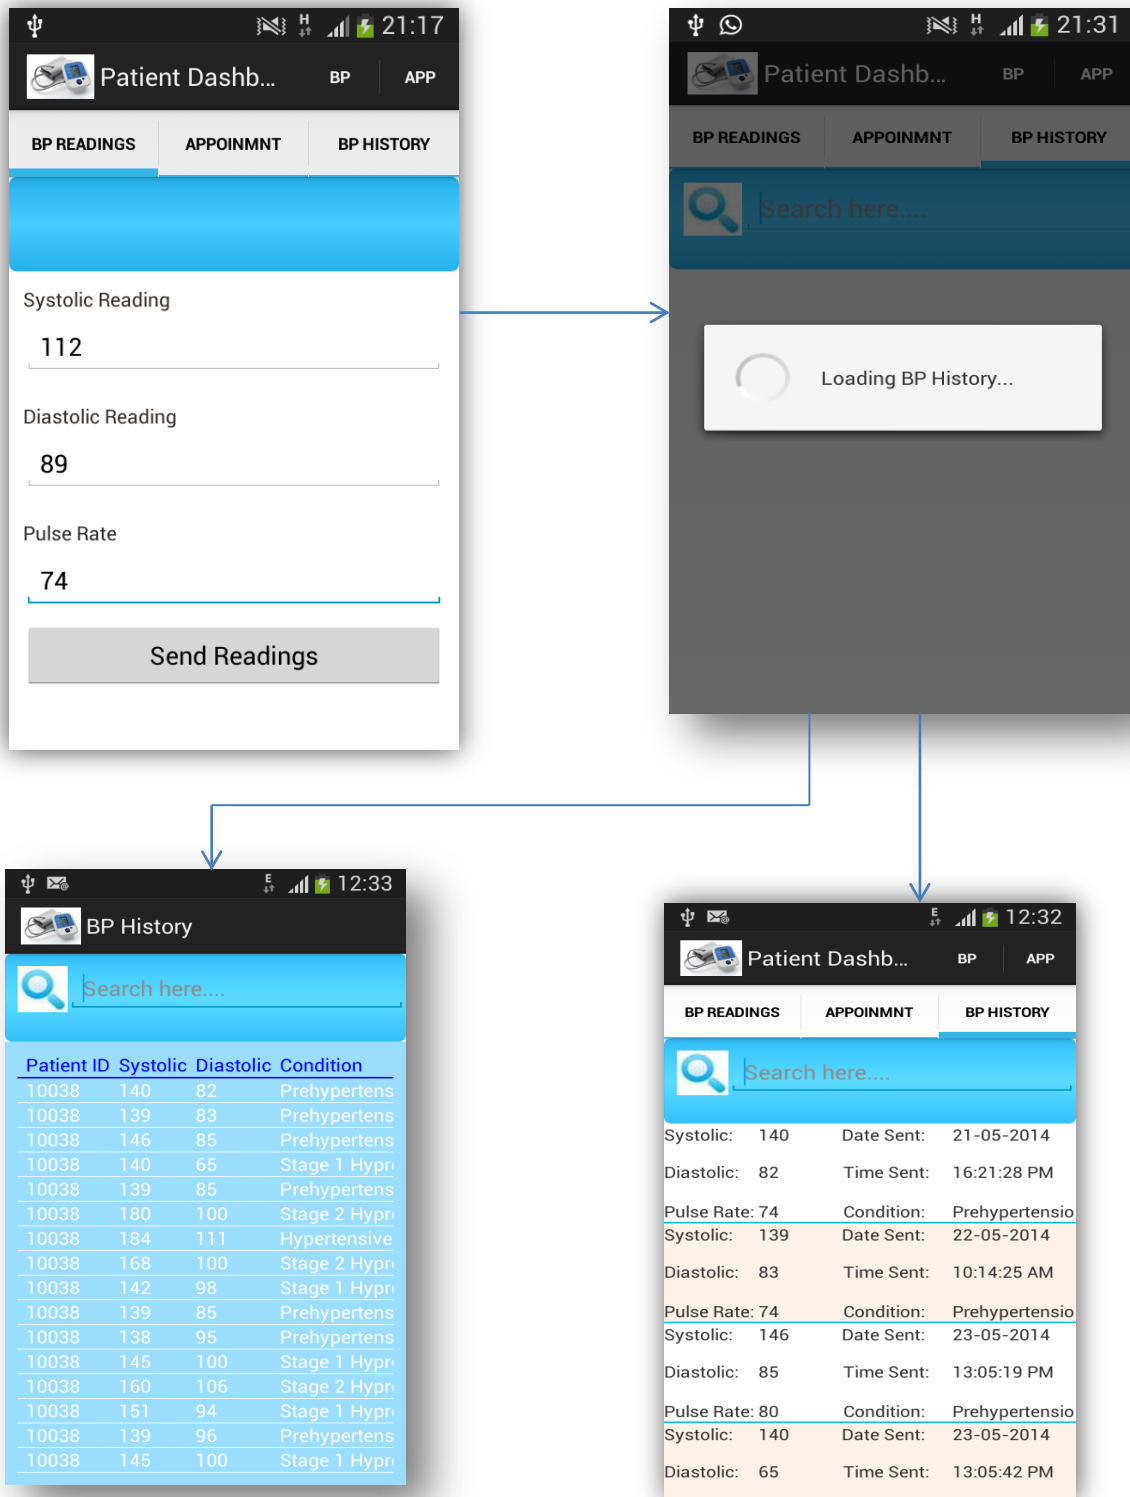 21:17
Patient Dashb... BP APP
BP READINGS APPOINMNT BP HISTORY
Systolic Reading
112
Diastolic Reading
89
Pulse Rate
74
Send Readings
H 21:31
Patient Dashb... BP APP
BP READINGS APPOINMNT BP HISTORY
Search here....
Loading BP History...
E 12:33
BP History
Search here....
Patient ID Systolic Diastolic Condition
10038 140 82 Prehypertens
10038 139 83 Prehypertens
10038 146 85 Prehypertens
10038 140 65 Stage 1 Hypr
10038 139 85 Prehypertens
10038 180 100 Stage 2 Hypr
10038 184 111 Hypertensive
10038 168 100 Stage 2 Hypr
10038 142 98 Stage 1 Hypr
10038 139 85 Prehypertens
10038 138 95 Prehypertens
10038 145 100 Stage 1 Hypr
10038 160 106 Stage 2 Hypr
10038 151 94 Stage 1 Hypr
10038 139 96 Prehypertens
10038 145 100 Stage 1 Hypr
E 12:32
Patient Dashb... BP APP
BP READINGS APPOINMNT BP HISTORY
Search here....
Systolic: 140 Date Sent: 21-05-2014
Diastolic: 82 Time Sent: 16:21:28 PM
Pulse Rate: 74 Condition: Prehypertensio
Systolic: 139 Date Sent: 22-05-2014
Diastolic: 83 Time Sent: 10:14:25 AM
Pulse Rate: 74 Condition: Prehypertensio
Systolic: 146 Date Sent: 23-05-2014
Diastolic: 85 Time Sent: 13:05:19 PM
Pulse Rate: 80 Condition: Prehypertensio
Systolic: 140 Date Sent: 23-05-2014
Diastolic: 65 Time Sent: 13:05:42 PM